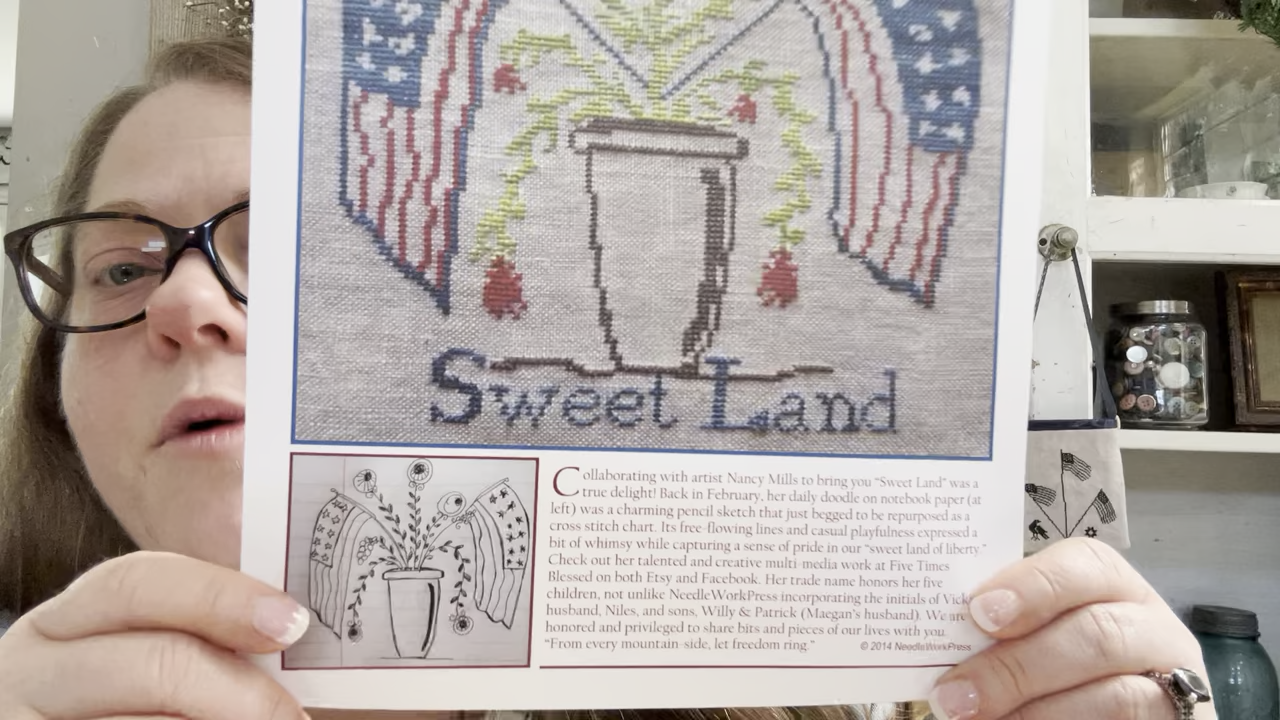 Sweet Land
Collaborating with artist Nancy Mills to bring you "Sweet Land" was a
true delight! Back in February, her daily doodle on notebook paper (at
left) was a charming pencil sketch that just begged to be repurposed as a
cross stitch chart. Its free-flowing lines and casual playfulness expressed a
bit of whimsy while capturing a sense of pride in our "sweet land of liberty."
Check out her talented and creative multi-media work at Five Times
Blessed on both Etsy and Facebook. Her trade name honors her five
children, not unlike NeedleWorkPress incorporating the initials of Vick
husband, Niles, and sons, Willy & Patrick (Maegan's husband). We are
honored and privileged to share bits and pieces of our lives with you.
"From every mountain-side, let freedom ring."
© 2014 NeedleWorkPress